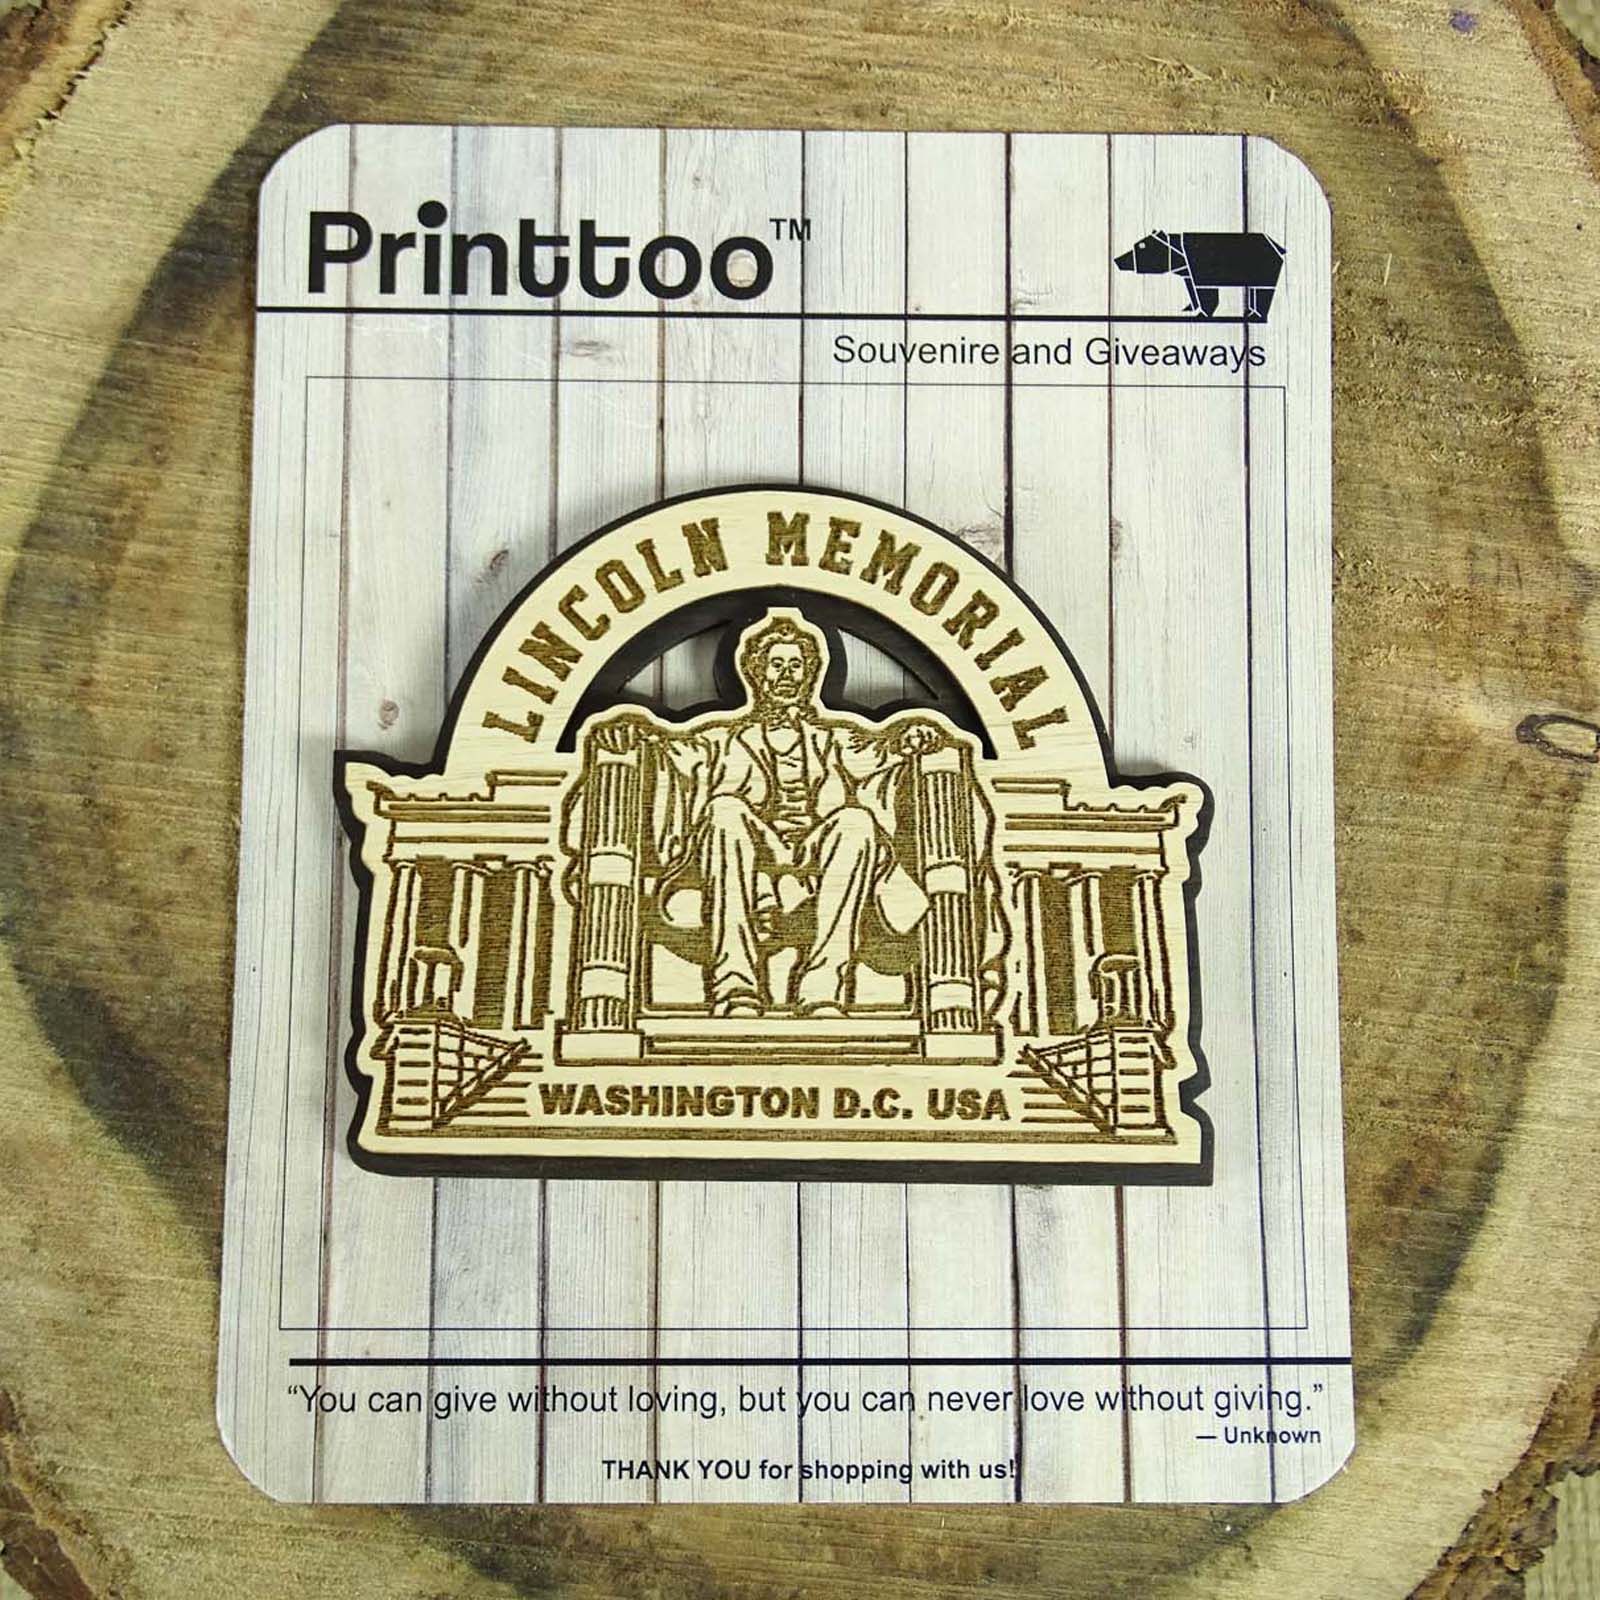 Printtoo™
Souvenire and Giveaways
LINCOLN MEMORIAL
WASHINGTON D.C. USA
“You can give without loving, but you can never love without giving.”
— Unknown
THANK YOU for shopping with us!